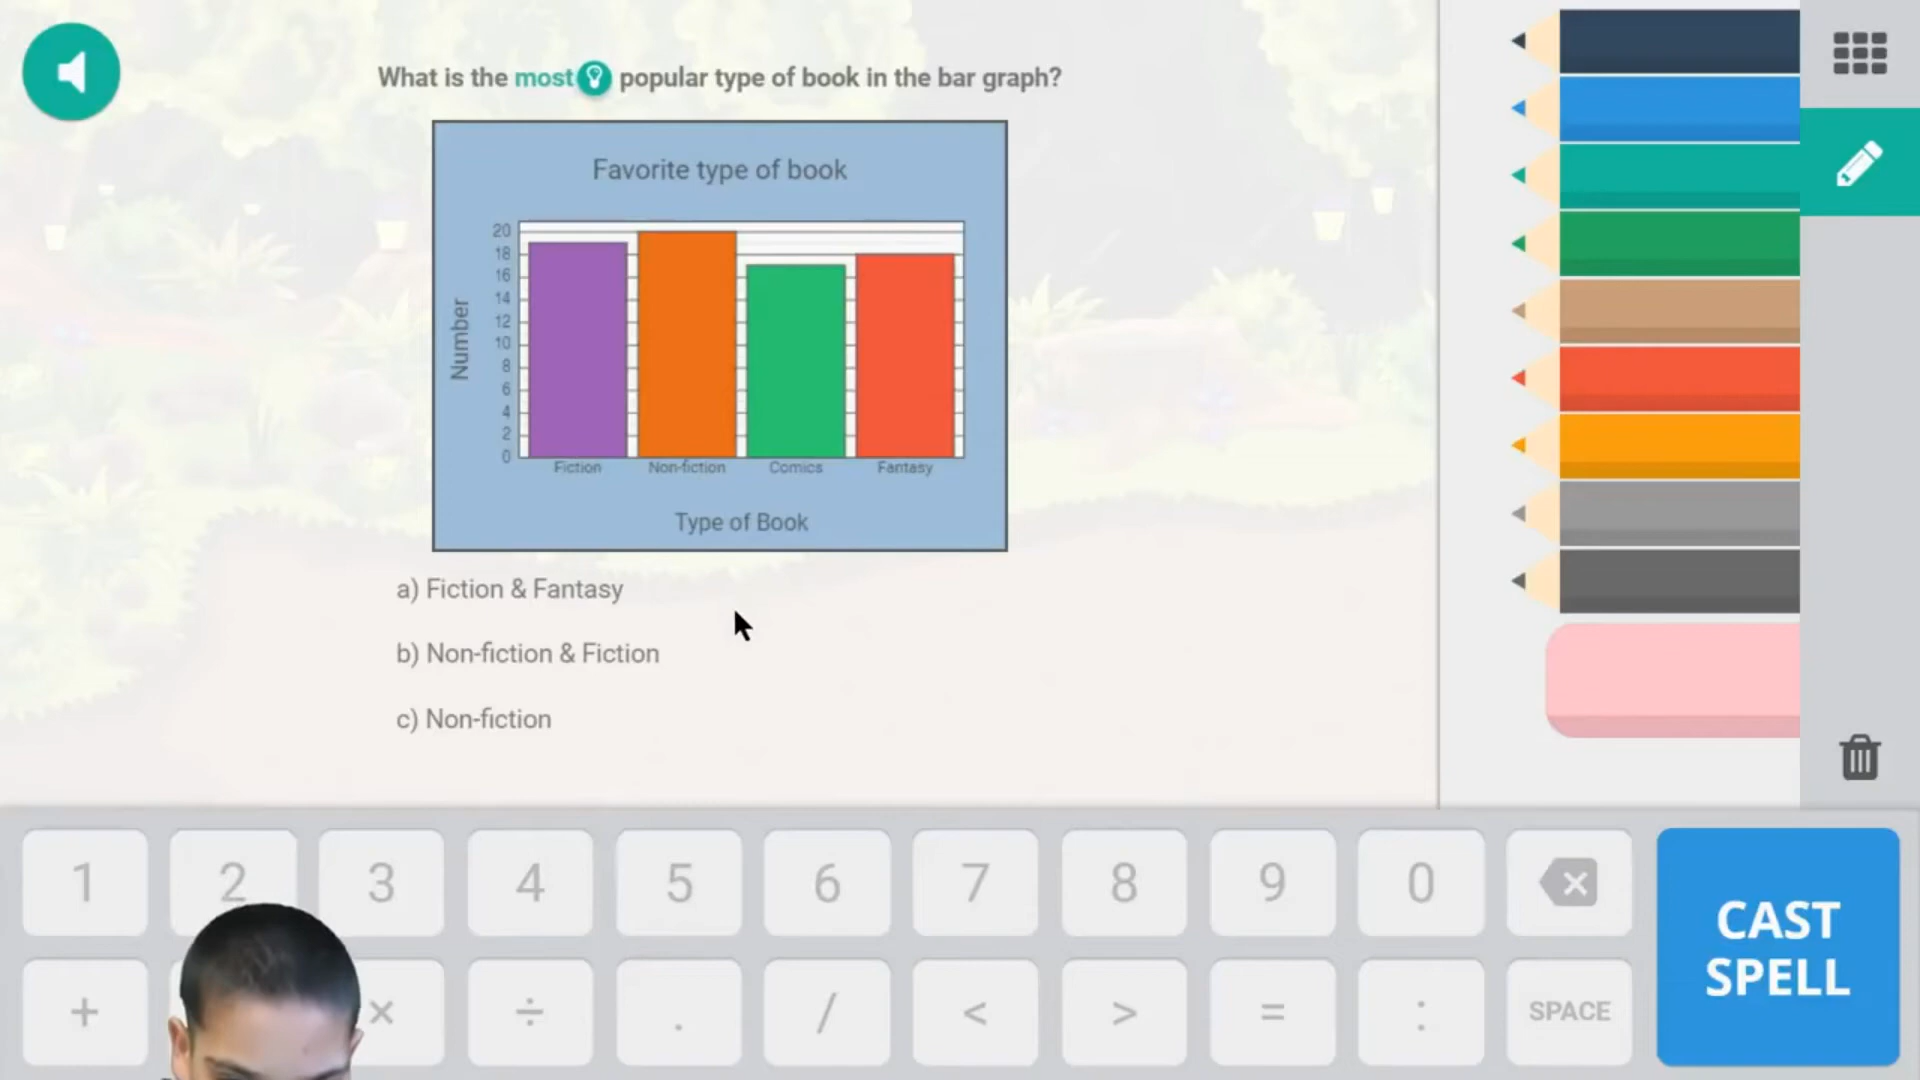 What is the most popular type of book in the bar graph?
Favorite type of book
20
18
16
14
12
10
8
6
4
2
0
Number
Fiction Non-fiction Comics Fantasy
Type of Book
a) Fiction & Fantasy
b) Non-fiction & Fiction
c) Non-fiction
1 2 3 4 5 6 7 8 9 0
+ × ÷ . / < > = : SPACE
CAST
SPELL